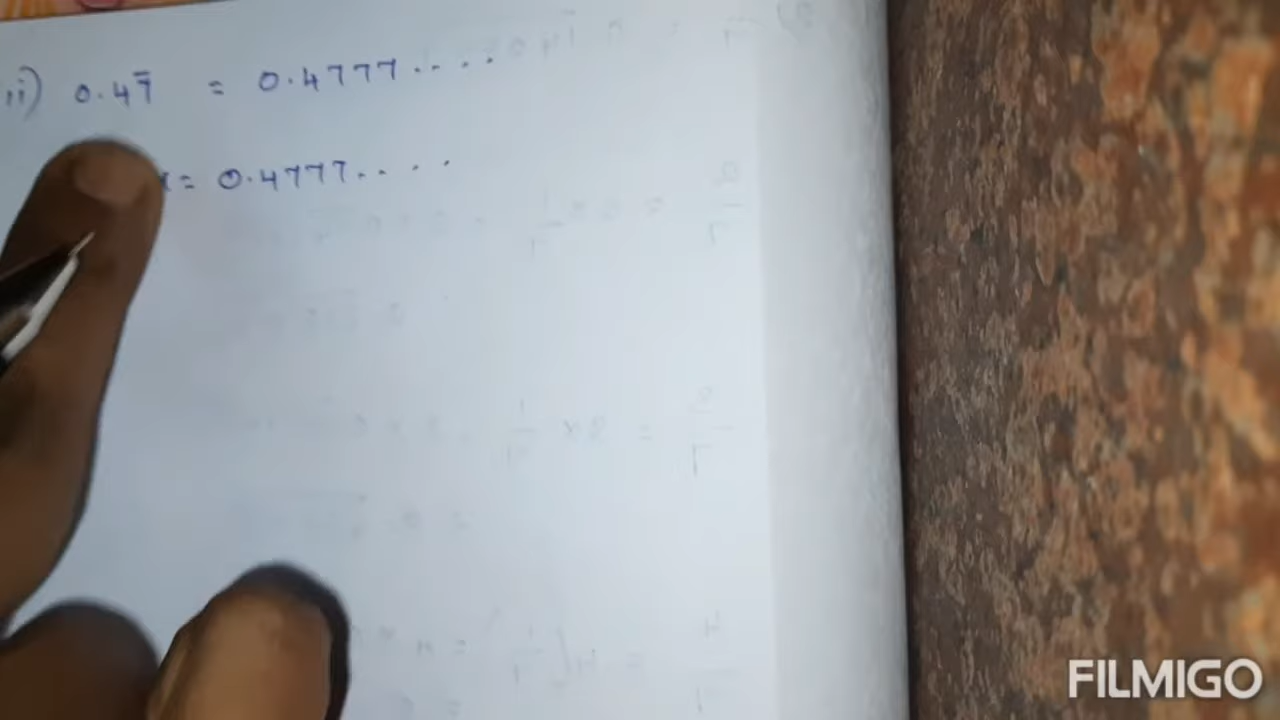 ii) 0.47̅ = 0.4777....
x = 0.4777....
FILMIGO